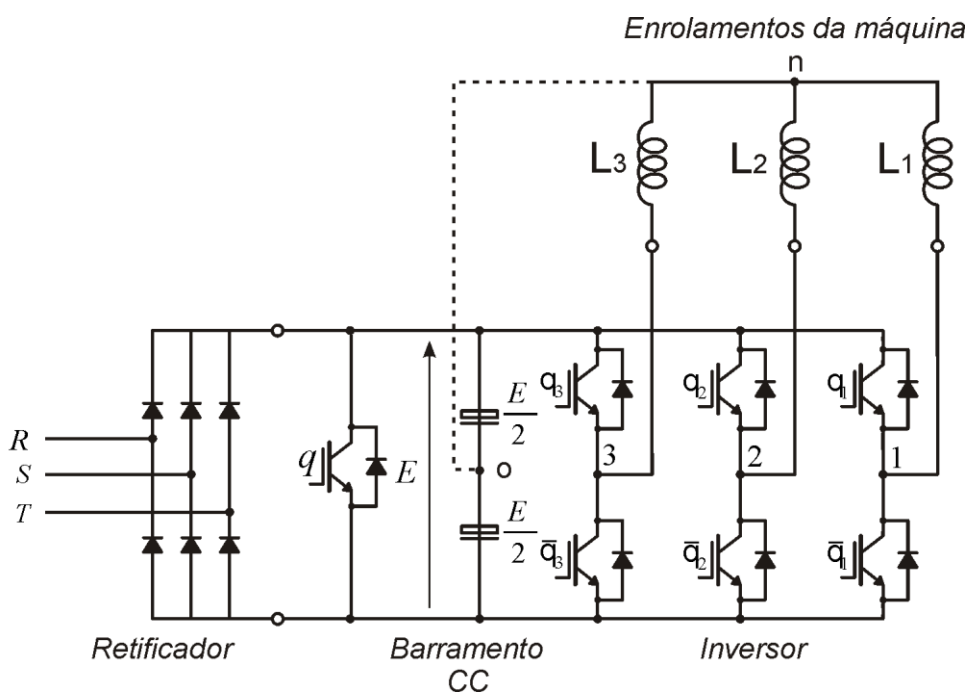 Enrolamentos da máquina
n
L3
L2
L1
q3
q2
q1
E
2
R
S
T
q
E
o
3
2
1
E
2
q̅3
q̅2
q̅1
Retificador
Barramento
CC
Inversor